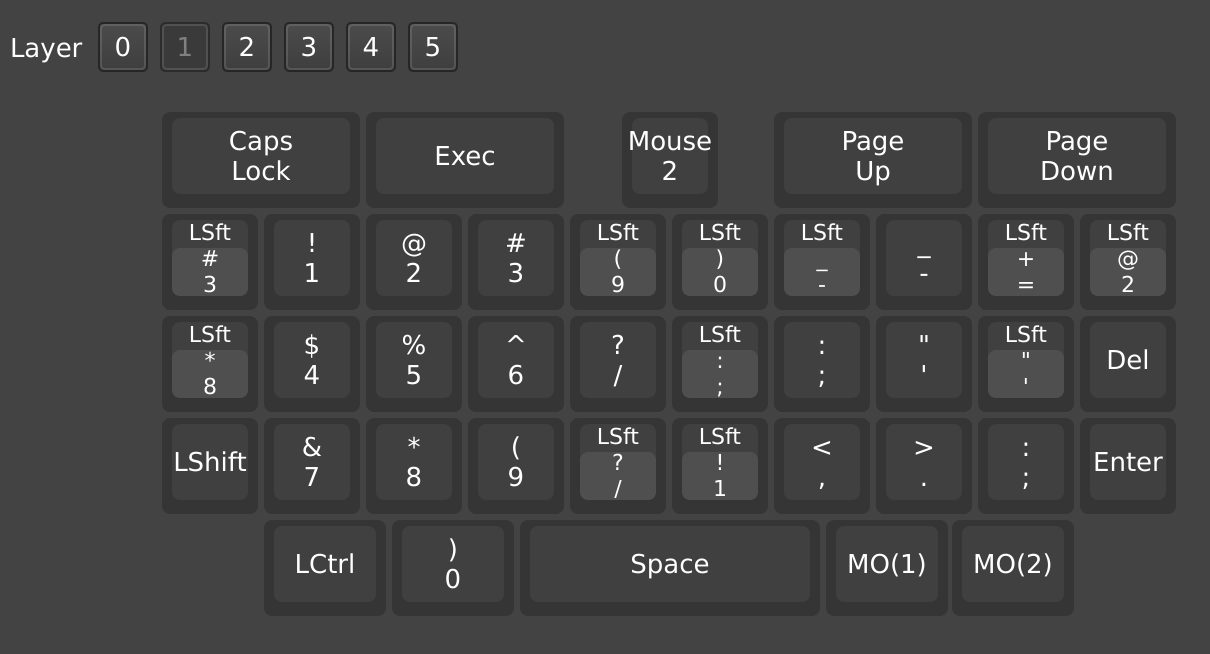 Layer 0 1 2 3 4 5
Caps Lock Exec Mouse 2 Page Up Page Down
LSft # 3 ! 1 @ 2 # 3 LSft ( 9 LSft ) 0 LSft _ - _ - LSft + = LSft @ 2
LSft * 8 $ 4 % 5 ^ 6 ? / LSft : ; : ; " ' LSft " ' Del
LShift & 7 * 8 ( 9 LSft ? / LSft ! 1 < , > . : ; Enter
LCtrl ) 0 Space MO(1) MO(2)